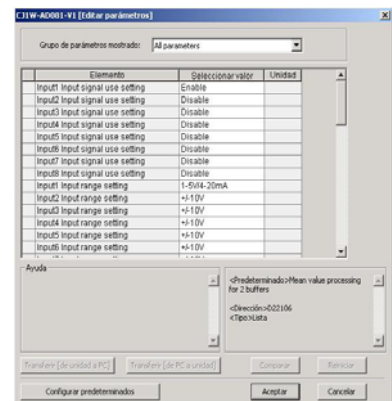 CJ1W-AD081-V1 [Editar parámetros]
Grupo de parámetros mostrado: All parameters
Elemento Seleccionar valor Unidad
Input1 Input signal use setting Enable
Input2 Input signal use setting Disable
Input3 Input signal use setting Disable
Input4 Input signal use setting Disable
Input5 Input signal use setting Disable
Input6 Input signal use setting Disable
Input7 Input signal use setting Disable
Input8 Input signal use setting Disable
Input1 Input range setting 1-5V/4-20mA
Input2 Input range setting +/-10V
Input3 Input range setting +/-10V
Input4 Input range setting +/-10V
Input5 Input range setting +/-10V
Input6 Input range setting +/-10V
Ayuda
<Predeterminado>Mean value processing
for 2 buffers
<Dirección>D22106
<Tipo>Lista
Transferir [de unidad a PC] Transferir [de PC a unidad] Comparar Reiniciar
Configurar predeterminados Aceptar Cancelar